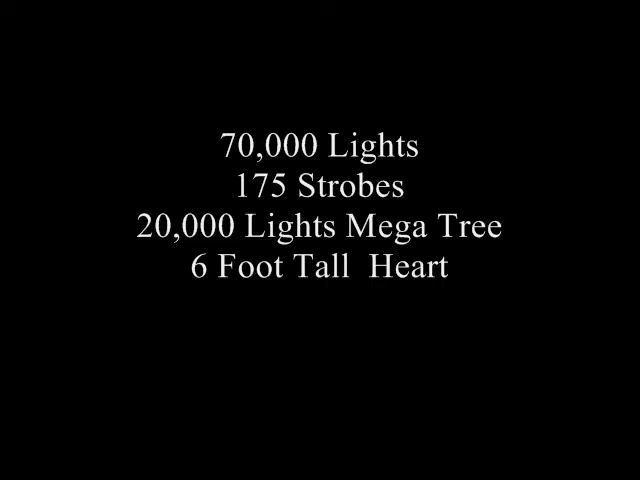 70,000 Lights
175 Strobes
20,000 Lights Mega Tree
6 Foot Tall  Heart